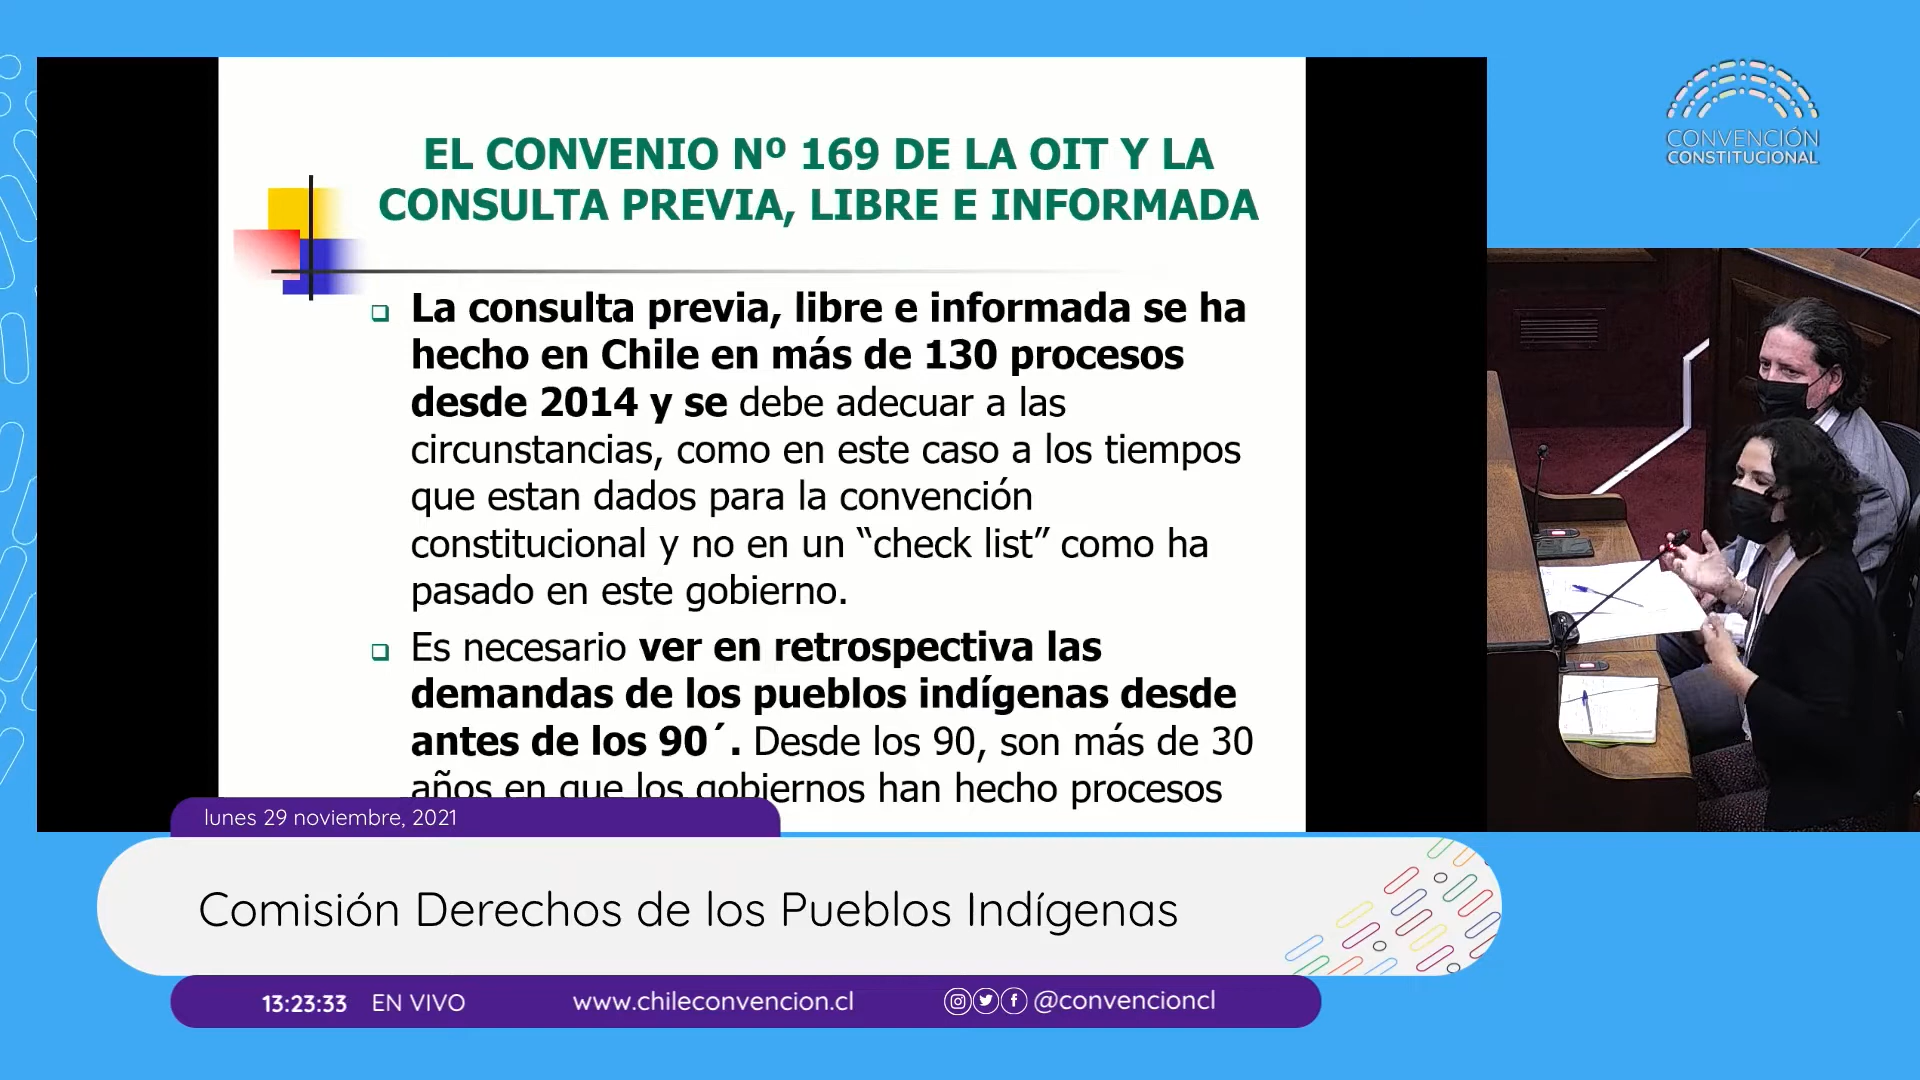 EL CONVENIO Nº 169 DE LA OIT Y LA
CONSULTA PREVIA, LIBRE E INFORMADA
La consulta previa, libre e informada se ha
hecho en Chile en más de 130 procesos
desde 2014 y se debe adecuar a las
circunstancias, como en este caso a los tiempos
que estan dados para la convención
constitucional y no en un “check list” como ha
pasado en este gobierno.
Es necesario ver en retrospectiva las
demandas de los pueblos indígenas desde
antes de los 90´. Desde los 90, son más de 30
años en que los gobiernos han hecho procesos
CONVENCIÓN
CONSTITUCIONAL
lunes 29 noviembre, 2021
Comisión Derechos de los Pueblos Indígenas
13:23:33 EN VIVO www.chileconvencion.cl @convencioncl